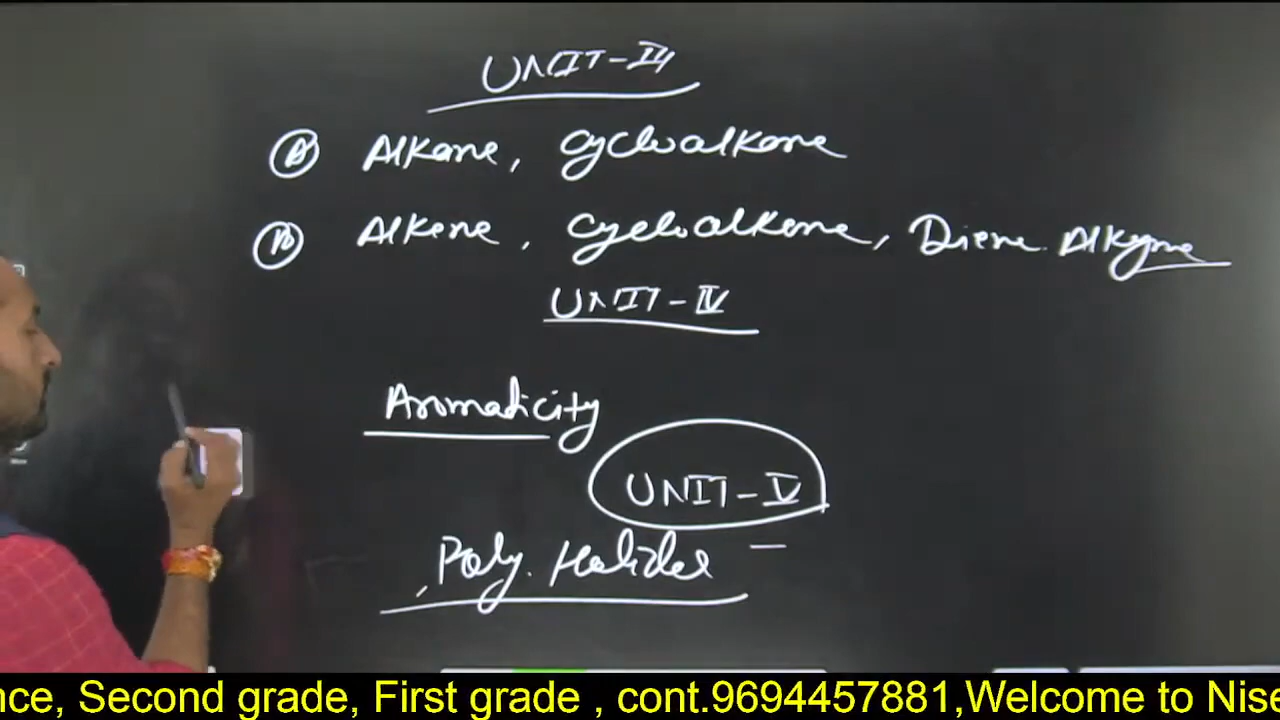 UNIT-III
(A) Alkane, Cycloalkane
(B) Alkene, Cycloalkene, Diene Alkyne
UNIT-IV
Aromaticity
UNIT-V
Poly. Halides -
nce, Second grade, First grade , cont.9694457881,Welcome to Nise